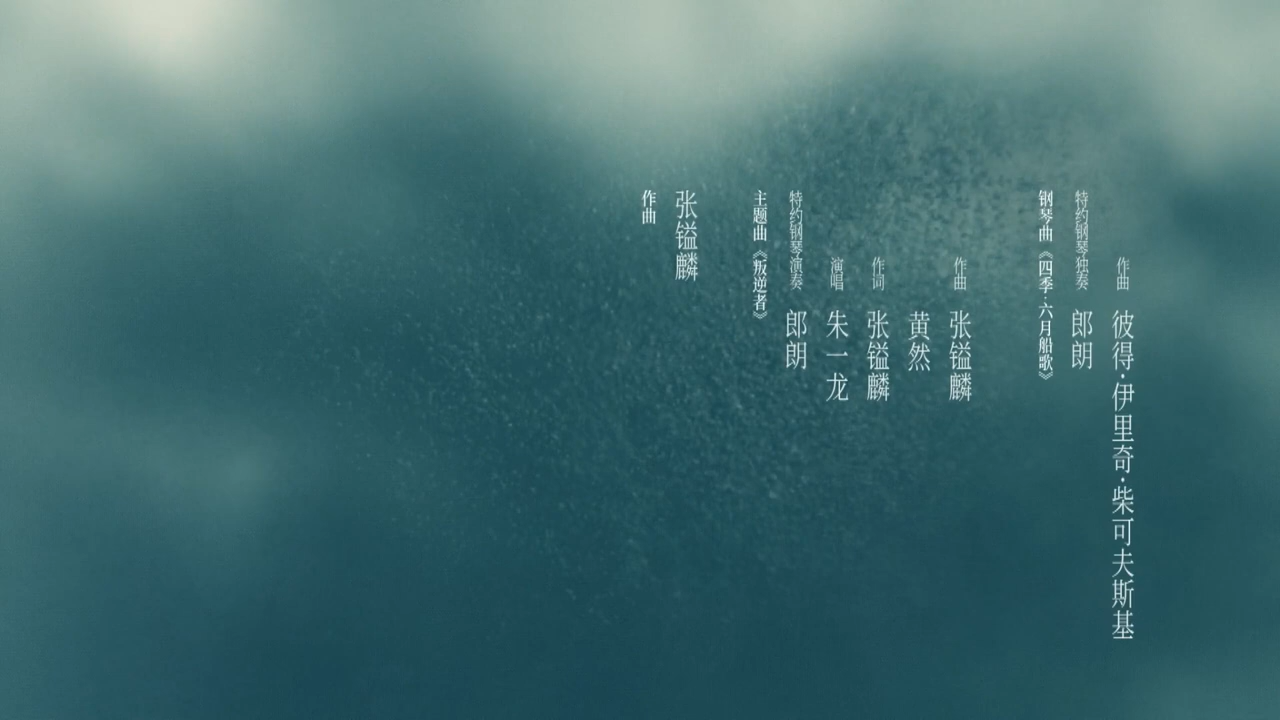 作曲
张镒麟
主题曲《叛逆者》
特约钢琴演奏 郎朗
演唱 朱一龙
作词 张镒麟
黄然
作曲 张镒麟
钢琴曲《四季·六月船歌》
特约钢琴独奏 郎朗
作曲 彼得·伊里奇·柴可夫斯基